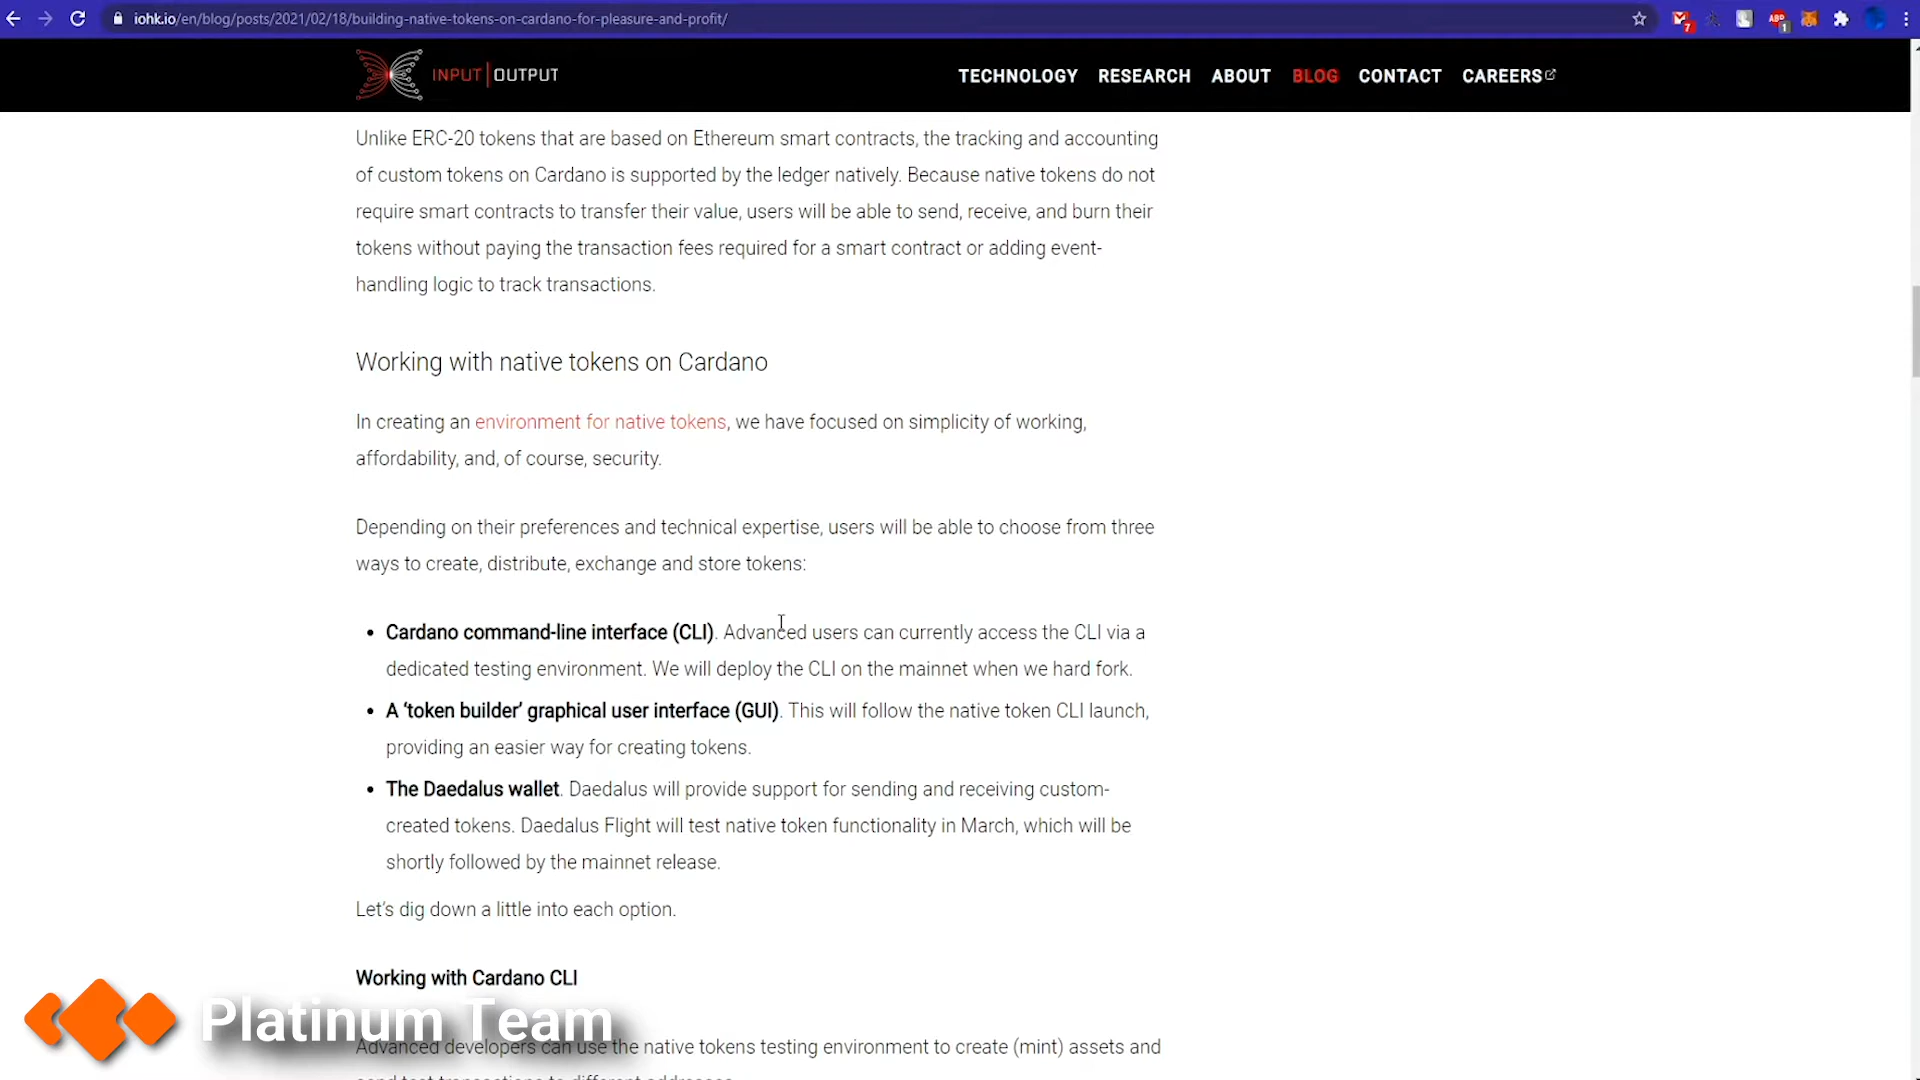 iohk.io/en/blog/posts/2021/02/18/building-native-tokens-on-cardano-for-pleasure-and-profit/
INPUT OUTPUT
TECHNOLOGY RESEARCH ABOUT BLOG CONTACT CAREERS
Unlike ERC-20 tokens that are based on Ethereum smart contracts, the tracking and accounting
of custom tokens on Cardano is supported by the ledger natively. Because native tokens do not
require smart contracts to transfer their value, users will be able to send, receive, and burn their
tokens without paying the transaction fees required for a smart contract or adding event-
handling logic to track transactions.
Working with native tokens on Cardano
In creating an environment for native tokens, we have focused on simplicity of working,
affordability, and, of course, security.
Depending on their preferences and technical expertise, users will be able to choose from three
ways to create, distribute, exchange and store tokens:
• Cardano command-line interface (CLI). Advanced users can currently access the CLI via a
dedicated testing environment. We will deploy the CLI on the mainnet when we hard fork.
• A ‘token builder’ graphical user interface (GUI). This will follow the native token CLI launch,
providing an easier way for creating tokens.
• The Daedalus wallet. Daedalus will provide support for sending and receiving custom-
created tokens. Daedalus Flight will test native token functionality in March, which will be
shortly followed by the mainnet release.
Let’s dig down a little into each option.
Working with Cardano CLI
Platinum Team
Advanced developers can use the native tokens testing environment to create (mint) assets and